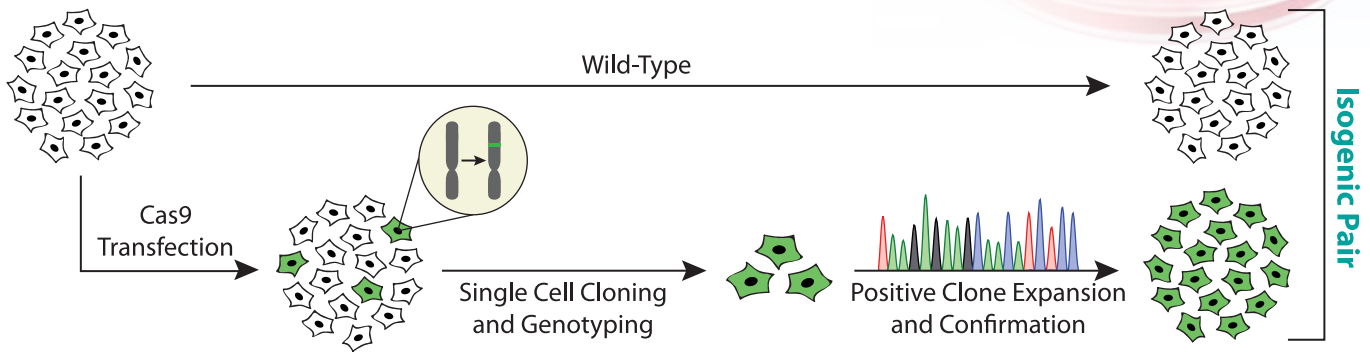 Wild-Type
Cas9
Transfection
Single Cell Cloning
and Genotyping
Positive Clone Expansion
and Confirmation
Isogenic Pair